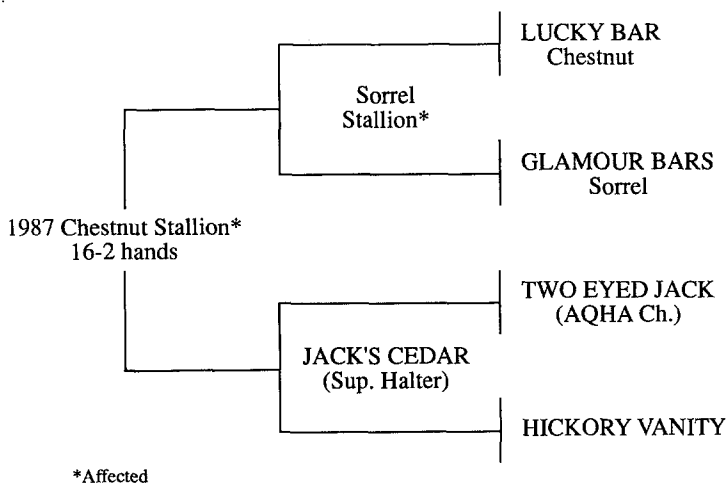 LUCKY BAR
Chestnut
Sorrel
Stallion*
GLAMOUR BARS
Sorrel
1987 Chestnut Stallion*
16-2 hands
TWO EYED JACK
(AQHA Ch.)
JACK'S CEDAR
(Sup. Halter)
HICKORY VANITY
*Affected